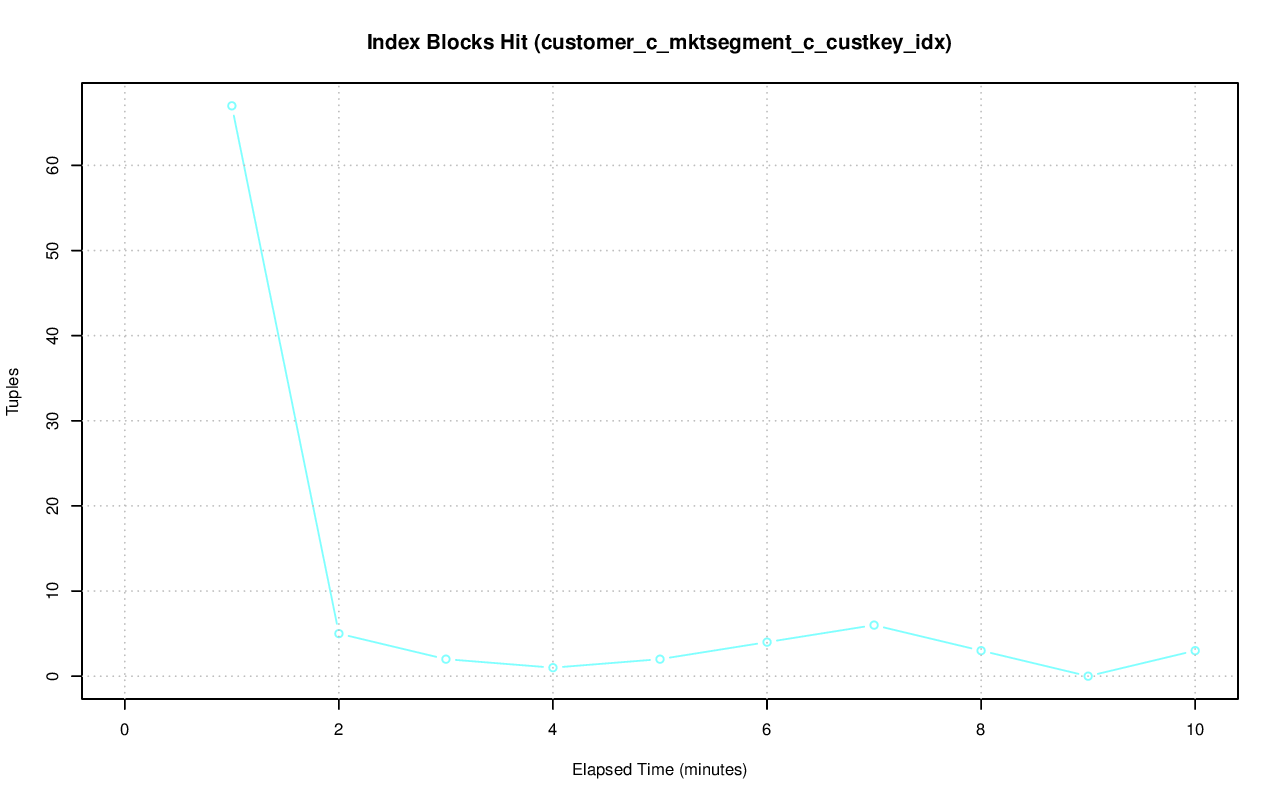 Index Blocks Hit (customer_c_mktsegment_c_custkey_idx)
Tuples
60
50
40
30
20
10
0
0 2 4 6 8 10
Elapsed Time (minutes)